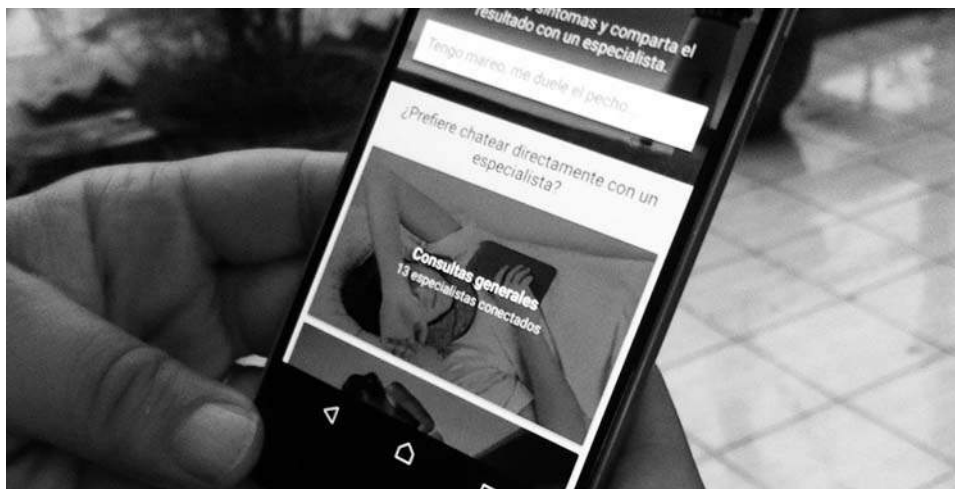 síntomas y comparta el
resultado con un especialista.
Tengo mareo, me duele el pecho...
¿Prefiere chatear directamente con un
especialista?
Consultas generales
13 especialistas conectados